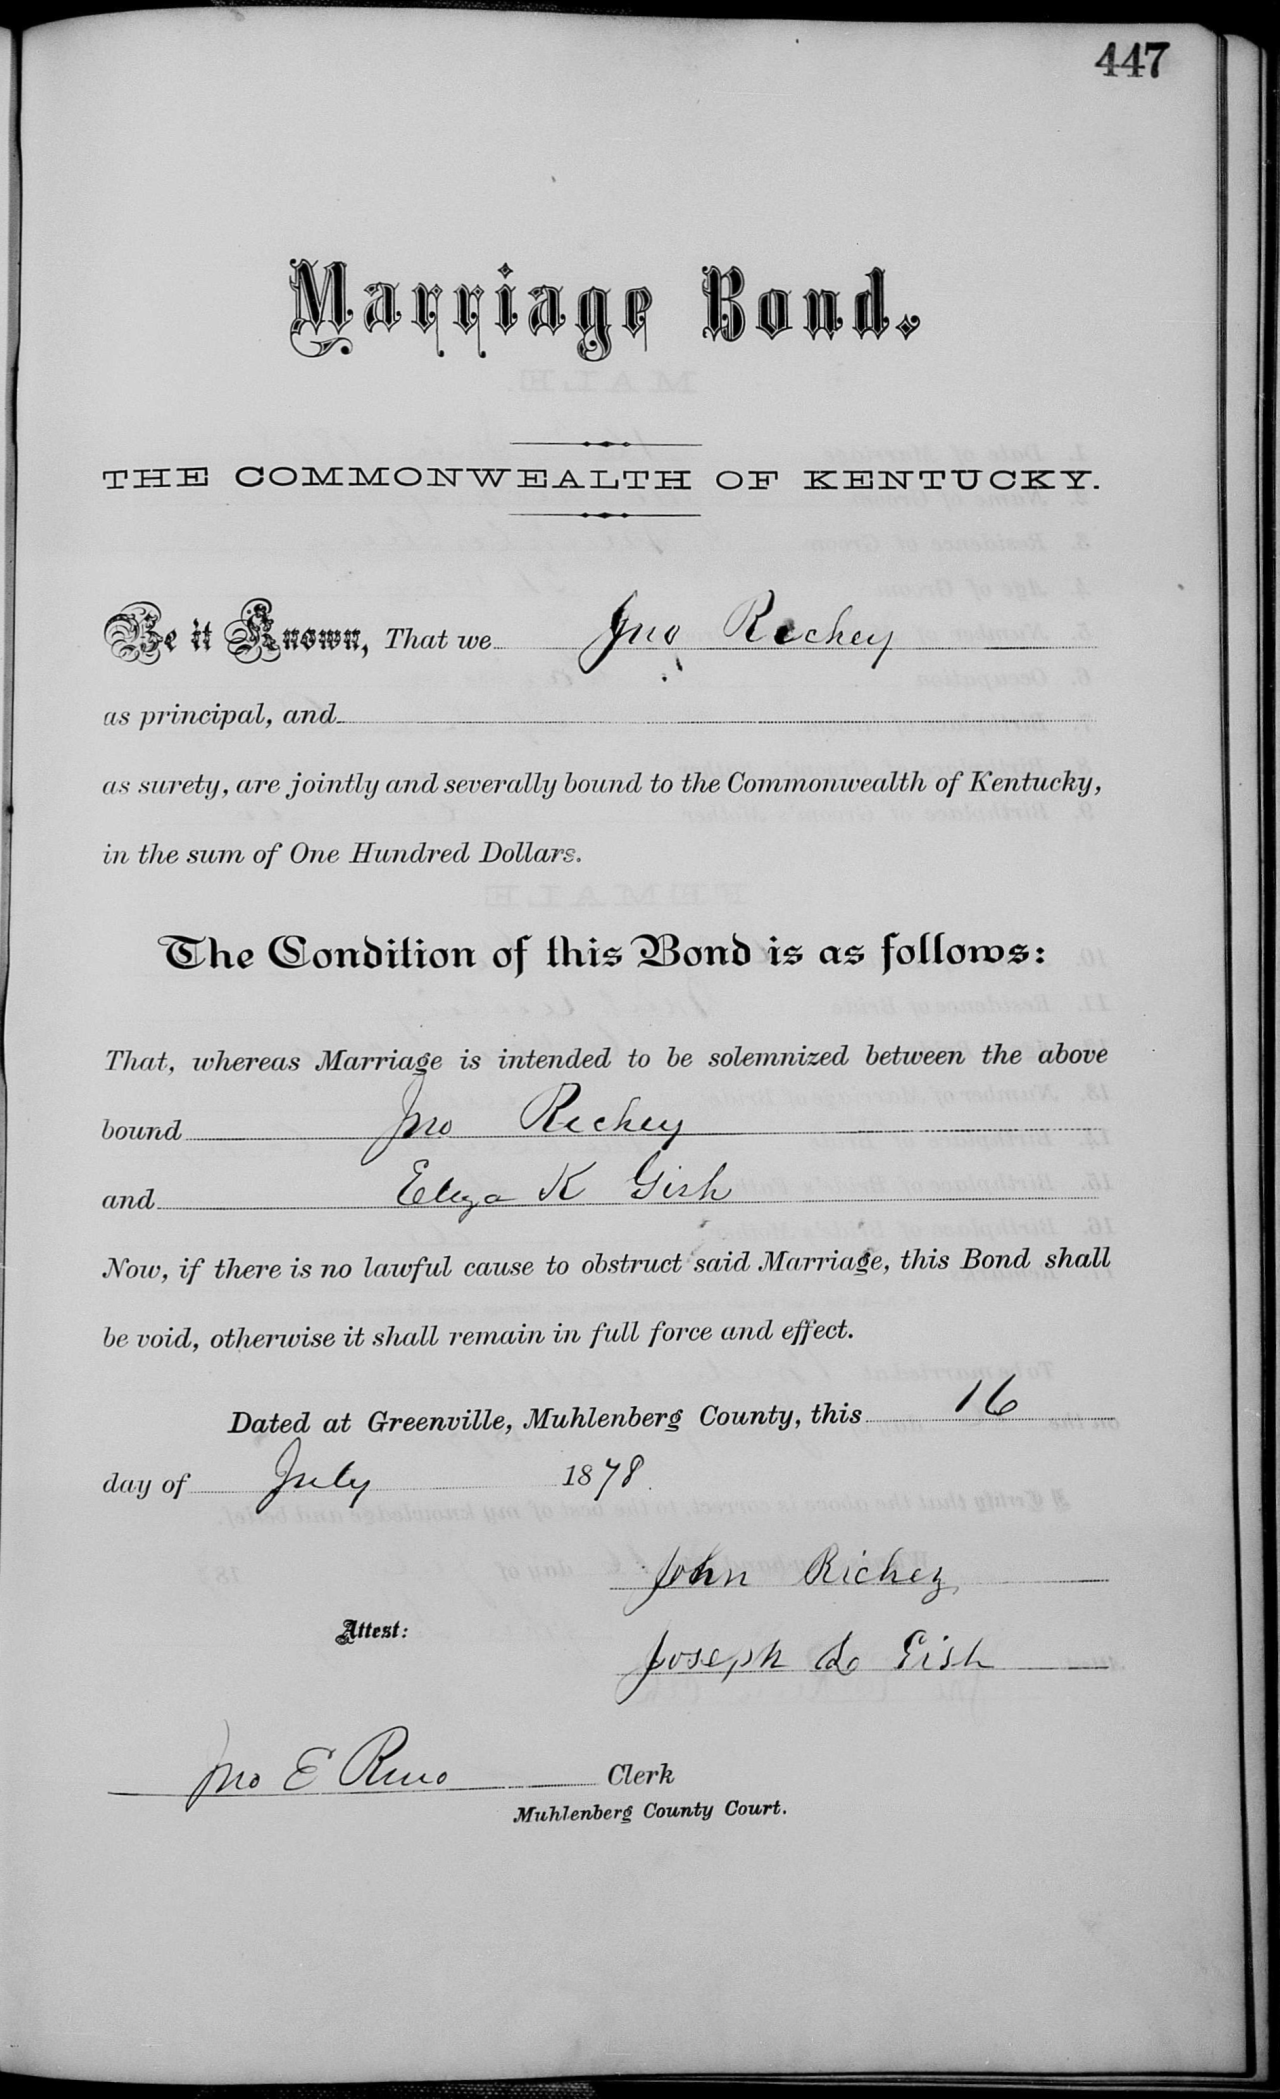 447
Marriage Bond.
THE COMMONWEALTH OF KENTUCKY.
Be it Known, That we Jno Richey
as principal, and
as surety, are jointly and severally bound to the Commonwealth of Kentucky,
in the sum of One Hundred Dollars.
The Condition of this Bond is as follows:
That, whereas Marriage is intended to be solemnized between the above
bound Jno Richey
and Eliza K Gish
Now, if there is no lawful cause to obstruct said Marriage, this Bond shall
be void, otherwise it shall remain in full force and effect.
Dated at Greenville, Muhlenberg County, this 16
day of July 1878.
John Richey
Attest:
Joseph L Gish
Jno E Reno Clerk
Muhlenberg County Court.